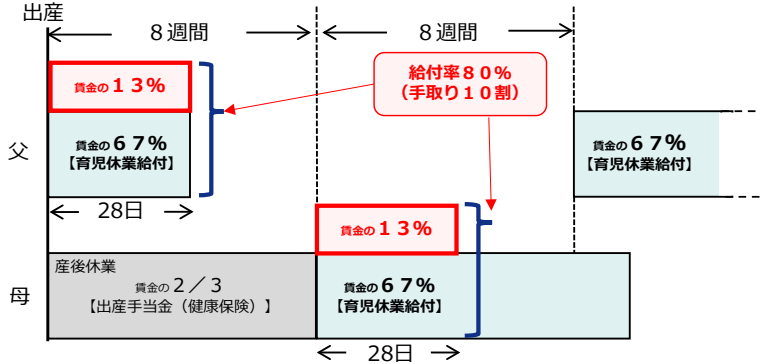 出産
８週間
８週間
賃金の１３%
給付率８０%
（手取り１０割）
父
賃金の６７%
【育児休業給付】
賃金の６７%
【育児休業給付】
28日
賃金の１３%
母
産後休業
賃金の２／３
【出産手当金（健康保険）】
賃金の６７%
【育児休業給付】
28日